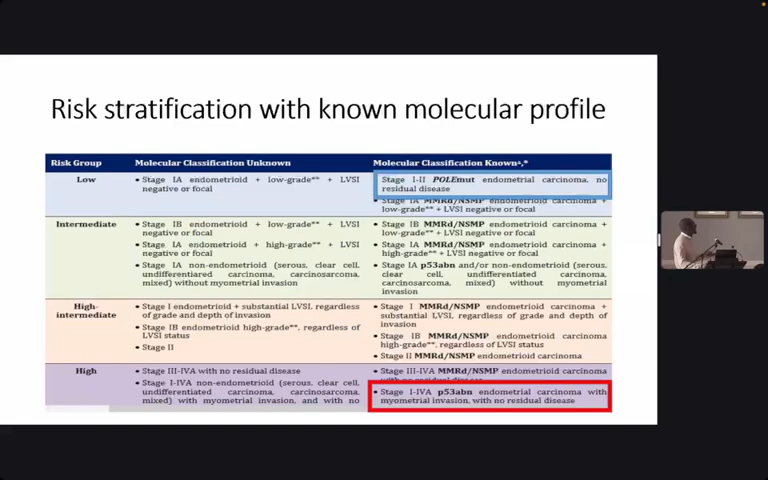 Risk stratification with known molecular profile
Risk Group
Molecular Classification Unknown
Molecular Classification Known^,*
Low
• Stage IA endometrioid + low-grade** + LVSI
negative or focal
Stage I-II POLEmut endometrial carcinoma, no
residual disease
Stage IA MMRd/NSMP endometrioid carcinoma +
low-grade** + LVSI negative or focal
Intermediate
• Stage IB endometrioid + low-grade** + LVSI
negative or focal
• Stage IA endometrioid + high-grade** + LVSI
negative or focal
• Stage IA non-endometrioid (serous, clear cell,
undifferentiated carcinoma, carcinosarcoma,
mixed) without myometrial invasion
• Stage IB MMRd/NSMP endometrioid carcinoma
+ low-grade** + LVSI negative or focal
• Stage IA MMRd/NSMP endometrioid carcinoma +
high-grade** + LVSI negative or focal
• Stage IA p53abn and/or non-endometrioid (serous,
clear cell, undifferentiated carcinoma,
carcinosarcoma, mixed) without myometrial
invasion
High-
intermediate
• Stage I endometrioid + substantial LVSI, regardless
of grade and depth of invasion
• Stage IB endometrioid high-grade**, regardless of
LVSI status
• Stage II
• Stage I MMRd/NSMP endometrioid carcinoma +
substantial LVSI, regardless of grade and depth of
invasion
• Stage IB MMRd/NSMP endometrioid carcinoma
high-grade**, regardless of LVSI status
• Stage II MMRd/NSMP endometrioid carcinoma
High
• Stage III-IVA with no residual disease
• Stage I-IVA non-endometrioid (serous, clear cell,
undifferentiated carcinoma, carcinosarcoma,
mixed) with myometrial invasion, and with no
• Stage III-IVA MMRd/NSMP endometrioid carcinoma
with no residual disease
• Stage I-IVA p53abn endometrial carcinoma with
myometrial invasion, with no residual disease